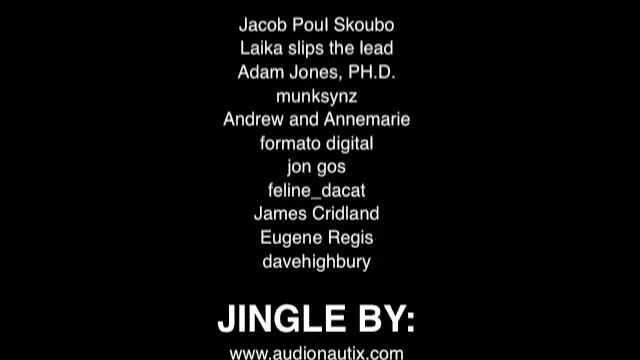 Jacob Poul Skoubo
Laika slips the lead
Adam Jones, PH.D.
munksynz
Andrew and Annemarie
formato digital
jon gos
feline_dacat
James Cridland
Eugene Regis
davehighbury
JINGLE BY:
www.audionautix.com